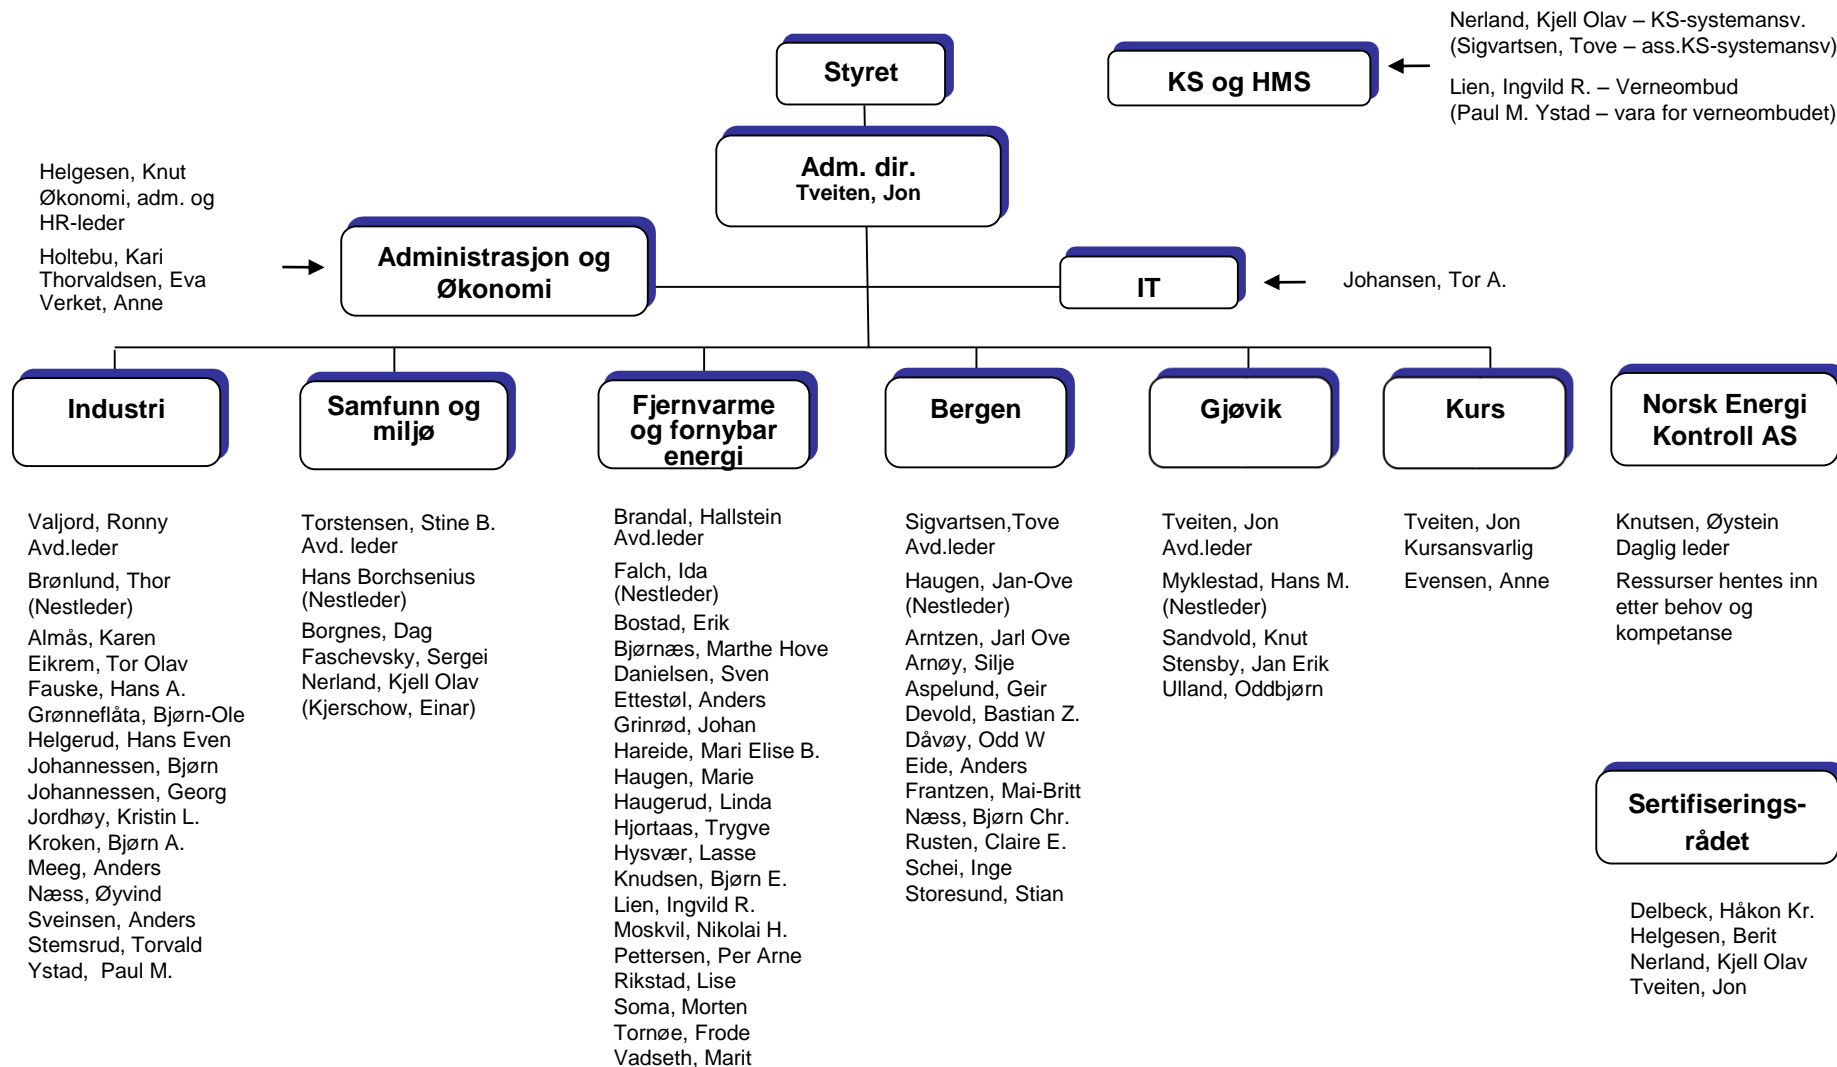 Nerland, Kjell Olav – KS-systemansv.
(Sigvartsen, Tove – ass.KS-systemansv)
Lien, Ingvild R. – Verneombud
(Paul M. Ystad – vara for verneombudet)
Styret
KS og HMS
Adm. dir.
Tveiten, Jon
Helgesen, Knut
Økonomi, adm. og
HR-leder
Holtebu, Kari
Thorvaldsen, Eva
Verket, Anne
Administrasjon og
Økonomi
IT
Johansen, Tor A.
Industri
Valjord, Ronny
Avd.leder
Brønlund, Thor
(Nestleder)
Almås, Karen
Eikrem, Tor Olav
Fauske, Hans A.
Grønneflåta, Bjørn-Ole
Helgerud, Hans Even
Johannessen, Bjørn
Johannessen, Georg
Jordhøy, Kristin L.
Kroken, Bjørn A.
Meeg, Anders
Næss, Øyvind
Sveinsen, Anders
Stemsrud, Torvald
Ystad, Paul M.
Samfunn og
miljø
Torstensen, Stine B.
Avd. leder
Hans Borchsenius
(Nestleder)
Borgnes, Dag
Faschevsky, Sergei
Nerland, Kjell Olav
(Kjerschow, Einar)
Fjernvarme
og fornybar
energi
Brandal, Hallstein
Avd.leder
Falch, Ida
(Nestleder)
Bostad, Erik
Bjørnæs, Marthe Hove
Danielsen, Sven
Ettestøl, Anders
Grinrød, Johan
Hareide, Mari Elise B.
Haugen, Marie
Haugerud, Linda
Hjortaas, Trygve
Hysvær, Lasse
Knudsen, Bjørn E.
Lien, Ingvild R.
Moskvil, Nikolai H.
Pettersen, Per Arne
Rikstad, Lise
Soma, Morten
Tornøe, Frode
Vadseth, Marit
Bergen
Sigvartsen,Tove
Avd.leder
Haugen, Jan-Ove
(Nestleder)
Arntzen, Jarl Ove
Arnøy, Silje
Aspelund, Geir
Devold, Bastian Z.
Dåvøy, Odd W
Eide, Anders
Frantzen, Mai-Britt
Næss, Bjørn Chr.
Rusten, Claire E.
Schei, Inge
Storesund, Stian
Gjøvik
Tveiten, Jon
Avd.leder
Myklestad, Hans M.
(Nestleder)
Sandvold, Knut
Stensby, Jan Erik
Ulland, Oddbjørn
Kurs
Tveiten, Jon
Kursansvarlig
Evensen, Anne
Norsk Energi
Kontroll AS
Knutsen, Øystein
Daglig leder
Ressurser hentes inn
etter behov og
kompetanse
Sertifiserings-
rådet
Delbeck, Håkon Kr.
Helgesen, Berit
Nerland, Kjell Olav
Tveiten, Jon